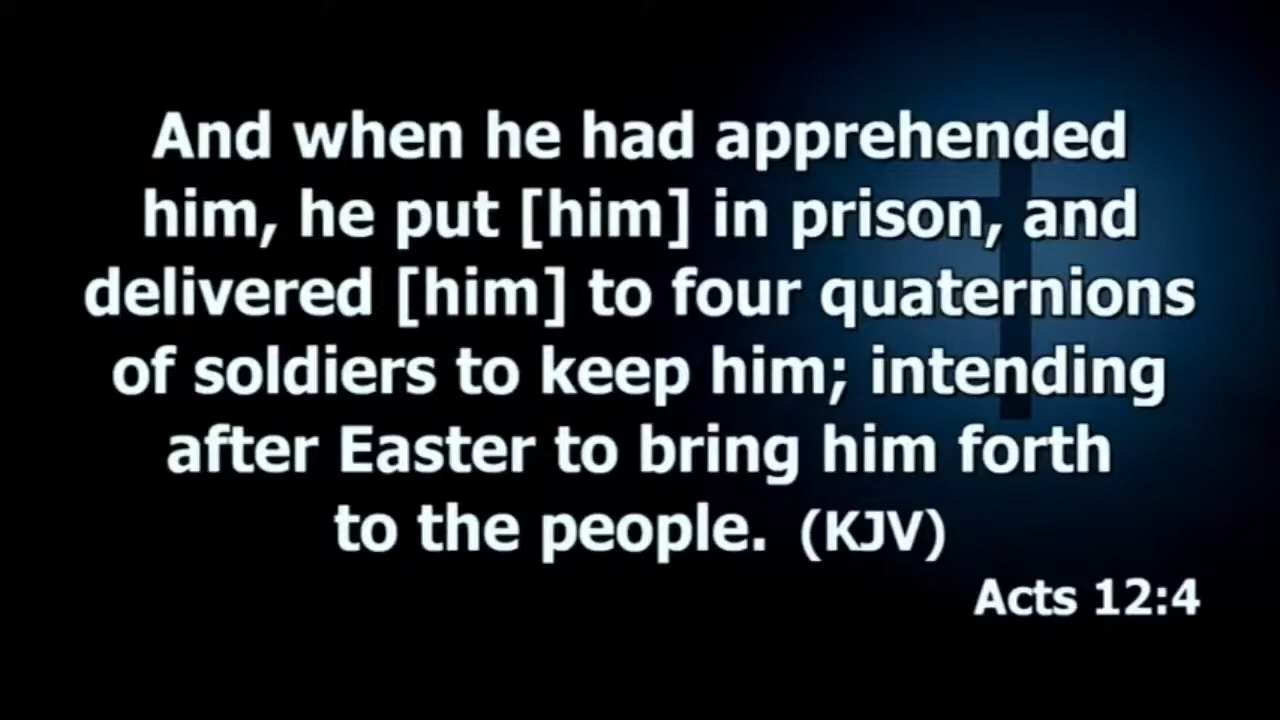 And when he had apprehended
him, he put [him] in prison, and
delivered [him] to four quaternions
of soldiers to keep him; intending
after Easter to bring him forth
to the people. (KJV)
Acts 12:4